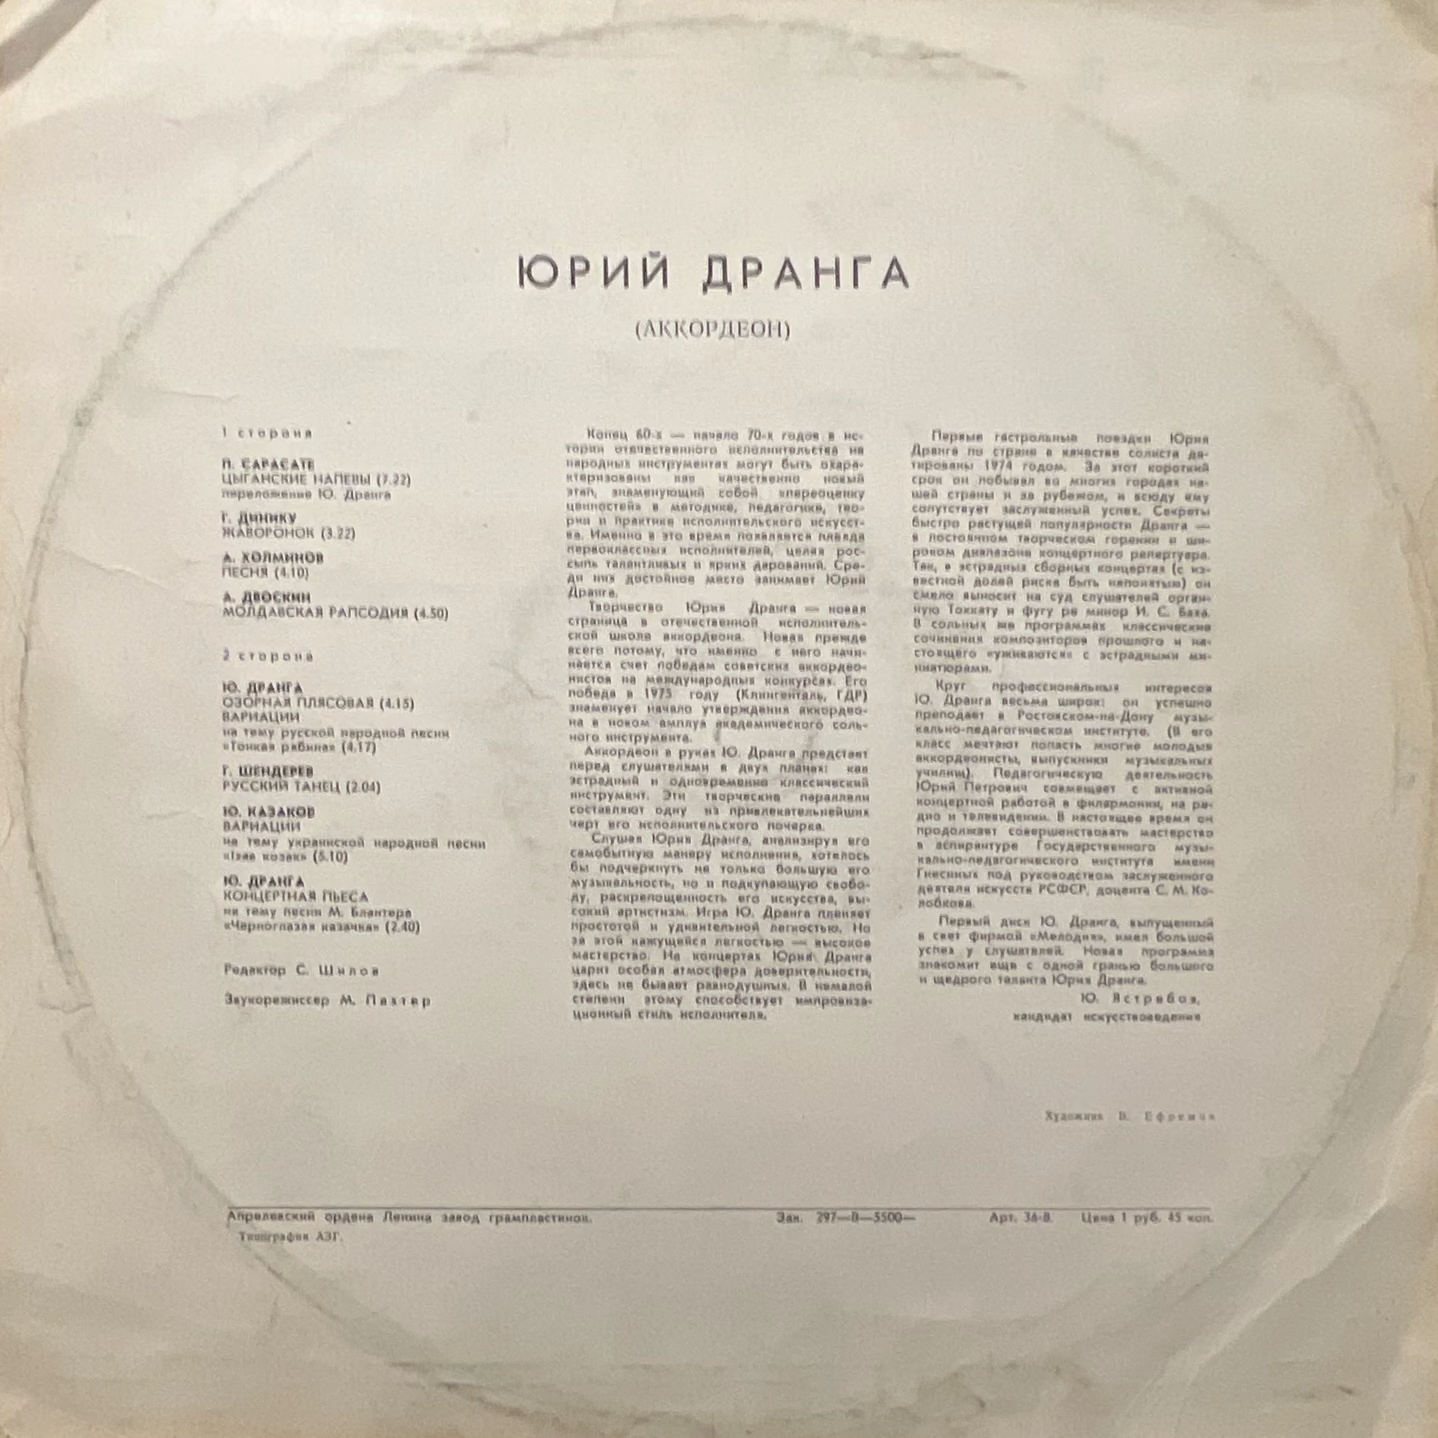 ЮРИЙ ДРАНГА
(АККОРДЕОН)
1 сторона
П. САРАСАТЕ
ЦЫГАНСКИЕ НАПЕВЫ (7.22)
переложение Ю. Дранга
Г. ДИНИКУ
ЖАВОРОНОК (3.22)
А. ХОЛМИНОВ
ПЕСНЯ (4.10)
А. ДВОСКИН
МОЛДАВСКАЯ РАПСОДИЯ (4.50)
2 сторона
Ю. ДРАНГА
ОЗОРНАЯ ПЛЯСОВАЯ (4.15)
ВАРИАЦИИ
на тему русской народной песни
«Тонкая рябина» (4.17)
Г. ШЕНДЕРЕВ
РУССКИЙ ТАНЕЦ (2.04)
Ю. КАЗАКОВ
ВАРИАЦИИ
на тему украинской народной песни
«Їхав козак» (5.10)
Ю. ДРАНГА
КОНЦЕРТНАЯ ПЬЕСА
на тему песни М. Блантера
«Черноглазая казачка» (2.40)
Редактор С. Шилов
Звукорежиссер М. Пахтер
Конец 60-х — начало 70-х годов в ис-
тории отечественного исполнительства на
народных инструментах могут быть охара-
ктеризованы как качественно новый
этап, знаменующий собой «переоценку
ценностей» в методике, педагогике, тео-
рии и практике исполнительского искусст-
ва. Именно в это время появляется плеяда
первоклассных исполнителей, целая рос-
сыпь талантливых и ярких дарований. Сре-
ди них достойное место занимает Юрий
Дранга.
Творчество Юрия Дранга — новая
страница в отечественной исполнитель-
ской школе аккордеона. Новая прежде
всего потому, что именно с него начи-
нается счет победам советских аккордео-
нистов на международных конкурсах. Его
победа в 1973 году (Клингенталь, ГДР)
знаменует начало утверждения аккордео-
на в новом амплуа академического соль-
ного инструмента.
Аккордеон в руках Ю. Дранга предстает
перед слушателями в двух планах: как
эстрадный и одновременно классический
инструмент. Эти творческие параллели
составляют одну из привлекательнейших
черт его исполнительского почерка.
Слушая Юрия Дранга, анализируя его
самобытную манеру исполнения, хотелось
бы подчеркнуть не только большую его
музыкальность, но и подкупающую свобо-
ду, раскрепощенность его искусства, вы-
сокий артистизм. Игра Ю. Дранга пленяет
простотой и удивительной легкостью. Но
за этой кажущейся легкостью — высокое
мастерство. На концертах Юрия Дранга
царит особая атмосфера доверительности,
здесь не бывает равнодушных. В немалой
степени этому способствует импровиза-
ционный стиль исполнителя.
Первые гастрольные поездки Юрия
Дранга по стране в качестве солиста да-
тированы 1974 годом. За этот короткий
срок он побывал во многих городах на-
шей страны и за рубежом, и всюду ему
сопутствует заслуженный успех. Секреты
быстро растущей популярности Дранга —
в постоянном творческом горении и ши-
роком диапазоне концертного репертуара.
Так, в эстрадных сборных концертах (с из-
вестной долей риска быть непонятым) он
смело выносит на суд слушателей орган-
ную Токкату и фугу ре минор И. С. Баха.
В сольных же программах классические
сочинения композиторов прошлого и на-
стоящего «уживаются» с эстрадными ми-
ниатюрами.
Круг профессиональных интересов
Ю. Дранга весьма широк: он успешно
преподает в Ростовском-на-Дону музы-
кально-педагогическом институте. (В его
класс мечтают попасть многие молодые
аккордеонисты, выпускники музыкальных
училищ). Педагогическую деятельность
Юрий Петрович совмещает с активной
концертной работой в филармонии, на ра-
дио и телевидении. В настоящее время он
продолжает совершенствовать мастерство
в аспирантуре Государственного музы-
кально-педагогического института имени
Гнесиных под руководством заслуженного
деятеля искусств РСФСР, доцента С. М. Ко-
лобкова.
Первый диск Ю. Дранга, выпущенный
в свет фирмой «Мелодия», имел большой
успех у слушателей. Новая программа
знакомит еще с одной гранью большого
и щедрого таланта Юрия Дранга.
Ю. Ястребов,
кандидат искусствоведения
Художник В. Ефремов
Апрелевский ордена Ленина завод грампластинок. Зак. 297—В—5500— Арт. 36-8. Цена 1 руб. 45 коп.
Типография АЗГ.